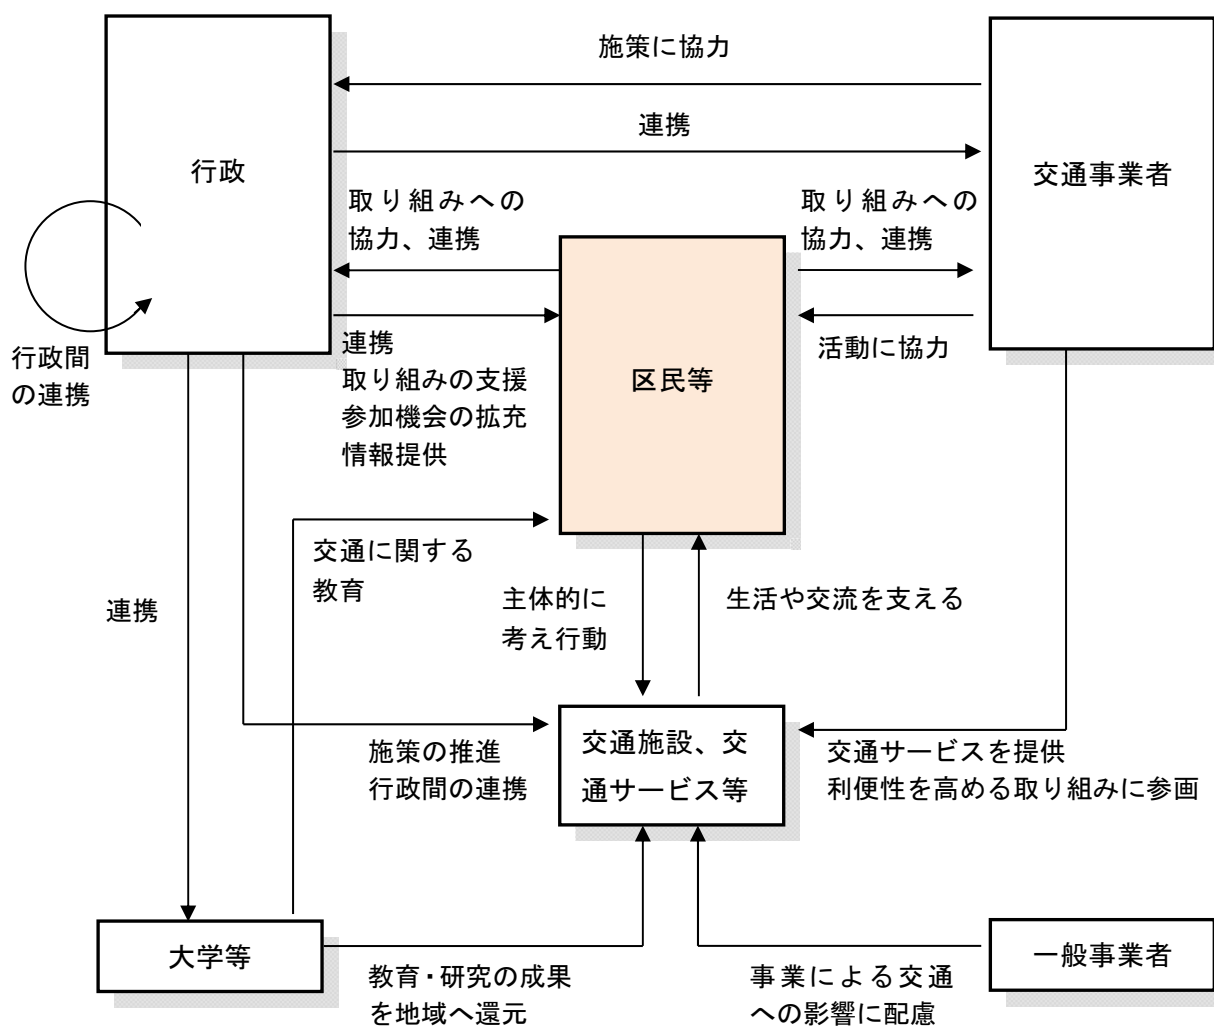 施策に協力
連携
行政
交通事業者
取り組みへの
協力、連携
取り組みへの
協力、連携
行政間
の連携
連携
取り組みの支援
参加機会の拡充
情報提供
区民等
活動に協力
交通に関する
教育
連携
主体的に
考え行動
生活や交流を支える
施策の推進
行政間の連携
交通施設、交
通サービス等
交通サービスを提供
利便性を高める取り組みに参画
大学等
一般事業者
教育・研究の成果
を地域へ還元
事業による交通
への影響に配慮